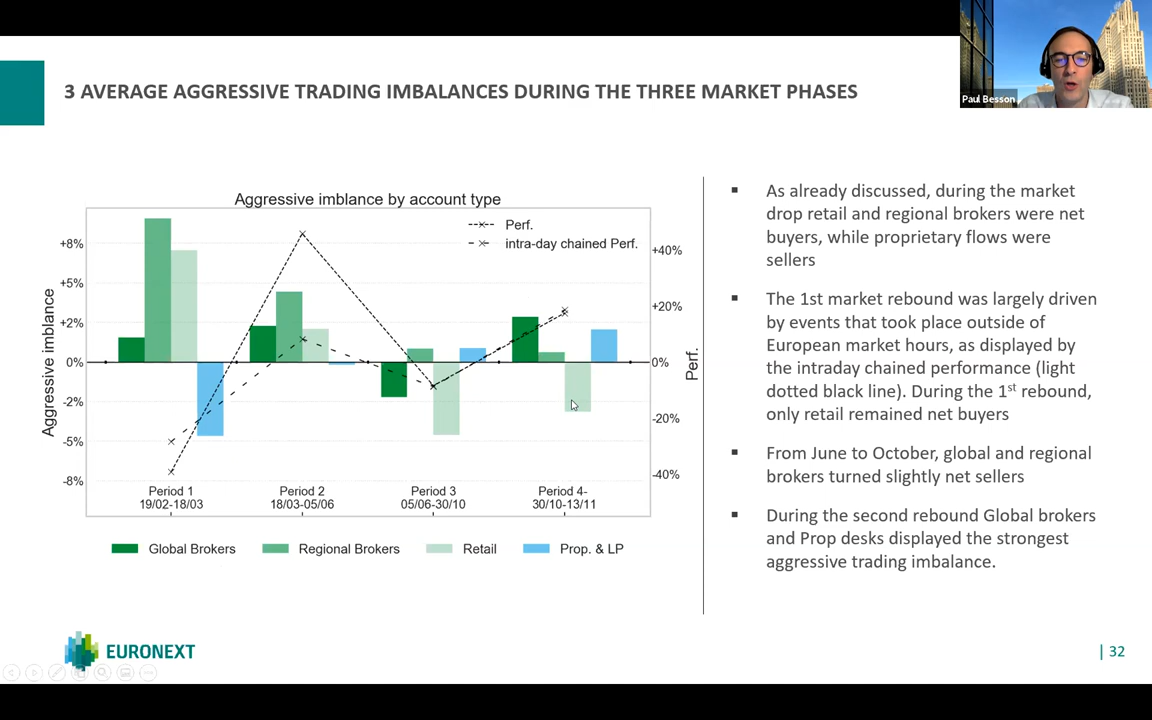 Paul Besson
3 AVERAGE AGGRESSIVE TRADING IMBALANCES DURING THE THREE MARKET PHASES
Aggressive imblance by account type
Perf.
intra-day chained Perf.
Aggressive imblance
+8%
+5%
+2%
0%
-2%
-5%
-8%
+40%
+20%
0%
-20%
-40%
Perf.
Period 1
19/02-18/03
Period 2
18/03-05/06
Period 3
05/06-30/10
Period 4-
30/10-13/11
Global Brokers
Regional Brokers
Retail
Prop. & LP
▪ As already discussed, during the market
drop retail and regional brokers were net
buyers, while proprietary flows were
sellers
▪ The 1st market rebound was largely driven
by events that took place outside of
European market hours, as displayed by
the intraday chained performance (light
dotted black line). During the 1st rebound,
only retail remained net buyers
▪ From June to October, global and regional
brokers turned slightly net sellers
▪ During the second rebound Global brokers
and Prop desks displayed the strongest
aggressive trading imbalance.
EURONEXT
| 32